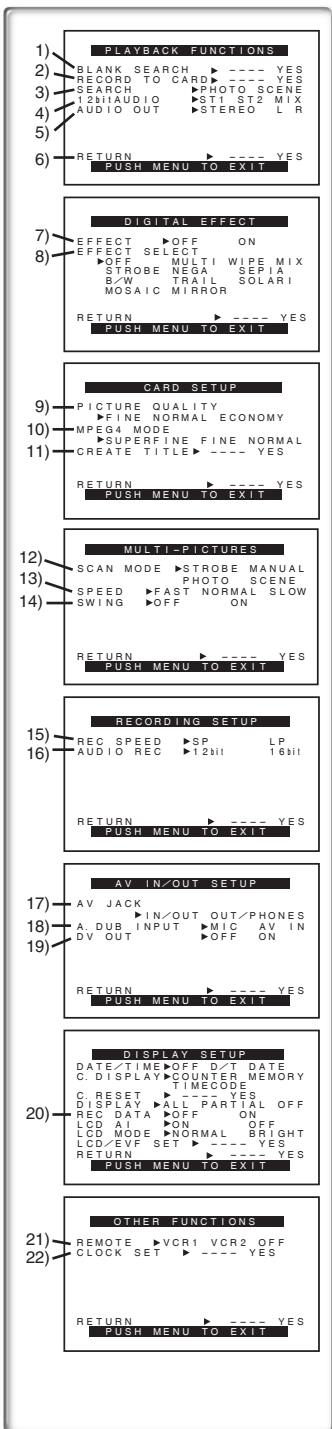 PLAYBACK FUNCTIONS
1) BLANK SEARCH ▶ ---- YES
2) RECORD TO CARD▶ ---- YES
3) SEARCH ▶PHOTO SCENE
4) 12bitAUDIO ▶ST1 ST2 MIX
5) AUDIO OUT ▶STEREO L R
6) RETURN ▶ ---- YES
PUSH MENU TO EXIT
DIGITAL EFFECT
7) EFFECT ▶OFF ON
8) EFFECT SELECT
▶OFF MULTI WIPE MIX
STROBE NEGA SEPIA
B/W TRAIL SOLARI
MOSAIC MIRROR
RETURN ▶ ---- YES
PUSH MENU TO EXIT
CARD SETUP
9) PICTURE QUALITY
▶FINE NORMAL ECONOMY
10) MPEG4 MODE
▶SUPERFINE FINE NORMAL
11) CREATE TITLE▶ ---- YES
RETURN ▶ ---- YES
PUSH MENU TO EXIT
MULTI-PICTURES
12) SCAN MODE ▶STROBE MANUAL
PHOTO SCENE
13) SPEED ▶FAST NORMAL SLOW
14) SWING ▶OFF ON
RETURN ▶ ---- YES
PUSH MENU TO EXIT
RECORDING SETUP
15) REC SPEED ▶SP LP
16) AUDIO REC ▶12bit 16bit
RETURN ▶ ---- YES
PUSH MENU TO EXIT
AV IN/OUT SETUP
17) AV JACK
▶IN/OUT OUT/PHONES
18) A. DUB INPUT ▶MIC AV IN
19) DV OUT ▶OFF ON
RETURN ▶ ---- YES
PUSH MENU TO EXIT
DISPLAY SETUP
DATE/TIME▶OFF D/T DATE
C. DISPLAY▶COUNTER MEMORY
TIMECODE
C. RESET ▶ ---- YES
DISPLAY ▶ALL PARTIAL OFF
20) REC DATA ▶OFF ON
LCD AI ▶ON OFF
LCD MODE ▶NORMAL BRIGHT
LCD/EVF SET ▶ ---- YES
RETURN ▶ ---- YES
PUSH MENU TO EXIT
OTHER FUNCTIONS
21) REMOTE ▶VCR1 VCR2 OFF
22) CLOCK SET ▶ ---- YES
RETURN ▶ ---- YES
PUSH MENU TO EXIT